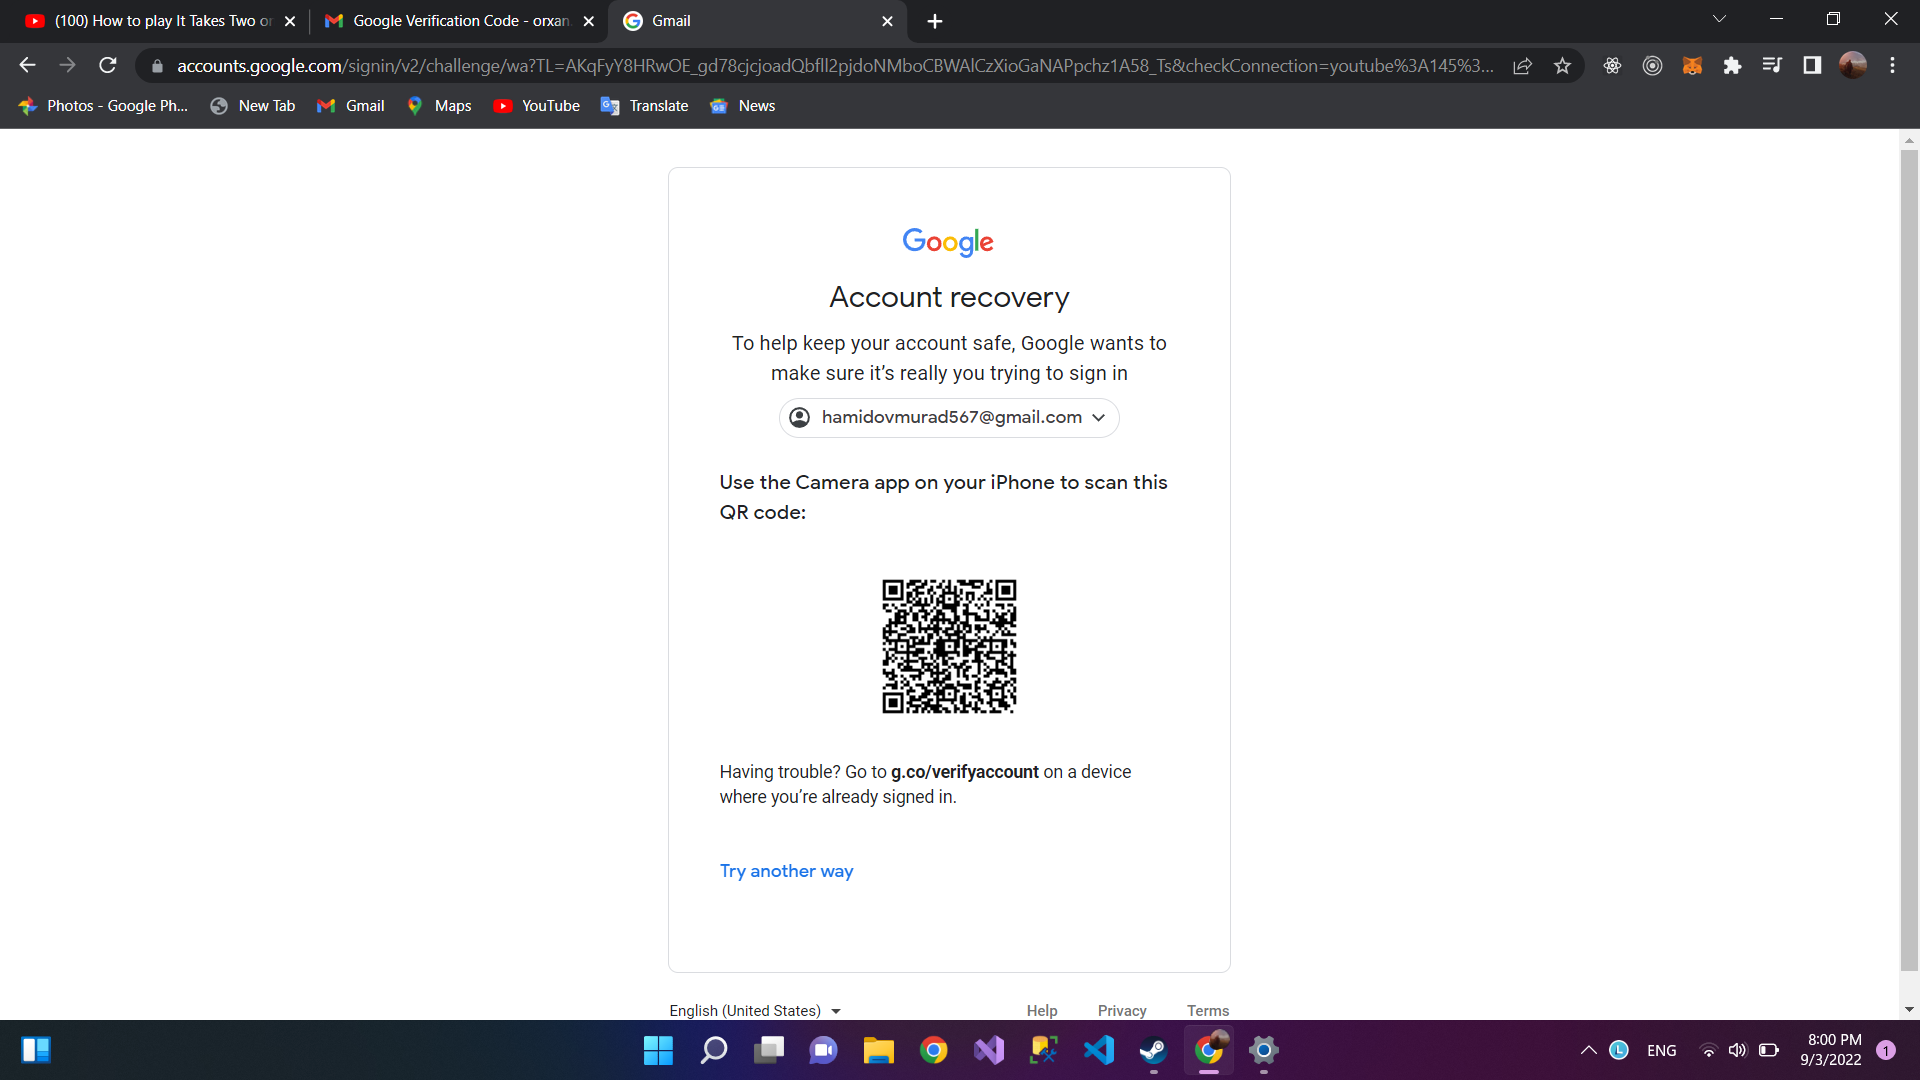 (100) How to play It Takes Two or
Google Verification Code - orxan
Gmail
accounts.google.com/signin/v2/challenge/wa?TL=AKqFyY8HRwOE_gd78cjcjoadQbfll2pjdoNMboCBWAlCzXioGaNAPpchz1A58_Ts&checkConnection=youtube%3A145%3...
Photos - Google Ph...
New Tab
Gmail
Maps
YouTube
Translate
News
Google
Account recovery
To help keep your account safe, Google wants to
make sure it’s really you trying to sign in
hamidovmurad567@gmail.com
Use the Camera app on your iPhone to scan this
QR code:
Having trouble? Go to g.co/verifyaccount on a device
where you’re already signed in.
Try another way
English (United States)
Help
Privacy
Terms
L
ENG
8:00 PM
9/3/2022
1